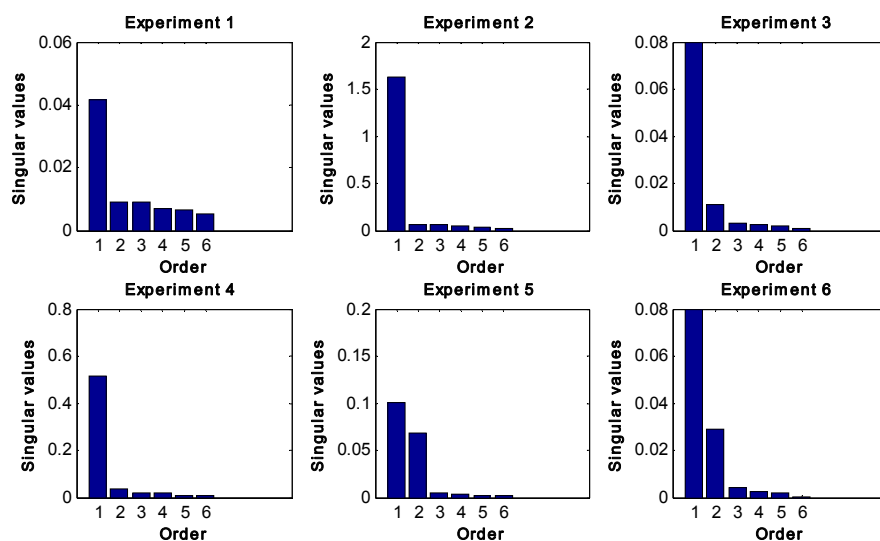 Experiment 1
Experiment 2
Experiment 3
0.06
0.04
0.02
0
Singular values
1 2 3 4 5 6
Order
2
1.5
1
0.5
0
Singular values
1 2 3 4 5 6
Order
0.08
0.06
0.04
0.02
0
Singular values
1 2 3 4 5 6
Order
Experiment 4
Experiment 5
Experiment 6
0.8
0.6
0.4
0.2
0
Singular values
1 2 3 4 5 6
Order
0.2
0.15
0.1
0.05
0
Singular values
1 2 3 4 5 6
Order
0.08
0.06
0.04
0.02
0
Singular values
1 2 3 4 5 6
Order